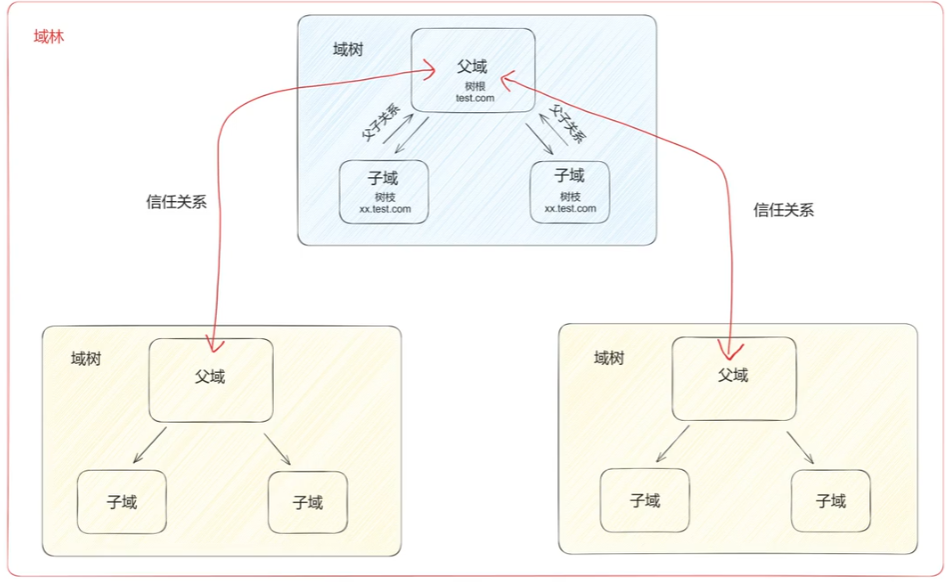 域林
域树
父域
树根
test.com
父子关系
父子关系
子域
树枝
xx.test.com
子域
树枝
xx.test.com
信任关系
信任关系
域树
父域
子域
子域
域树
父域
子域
子域